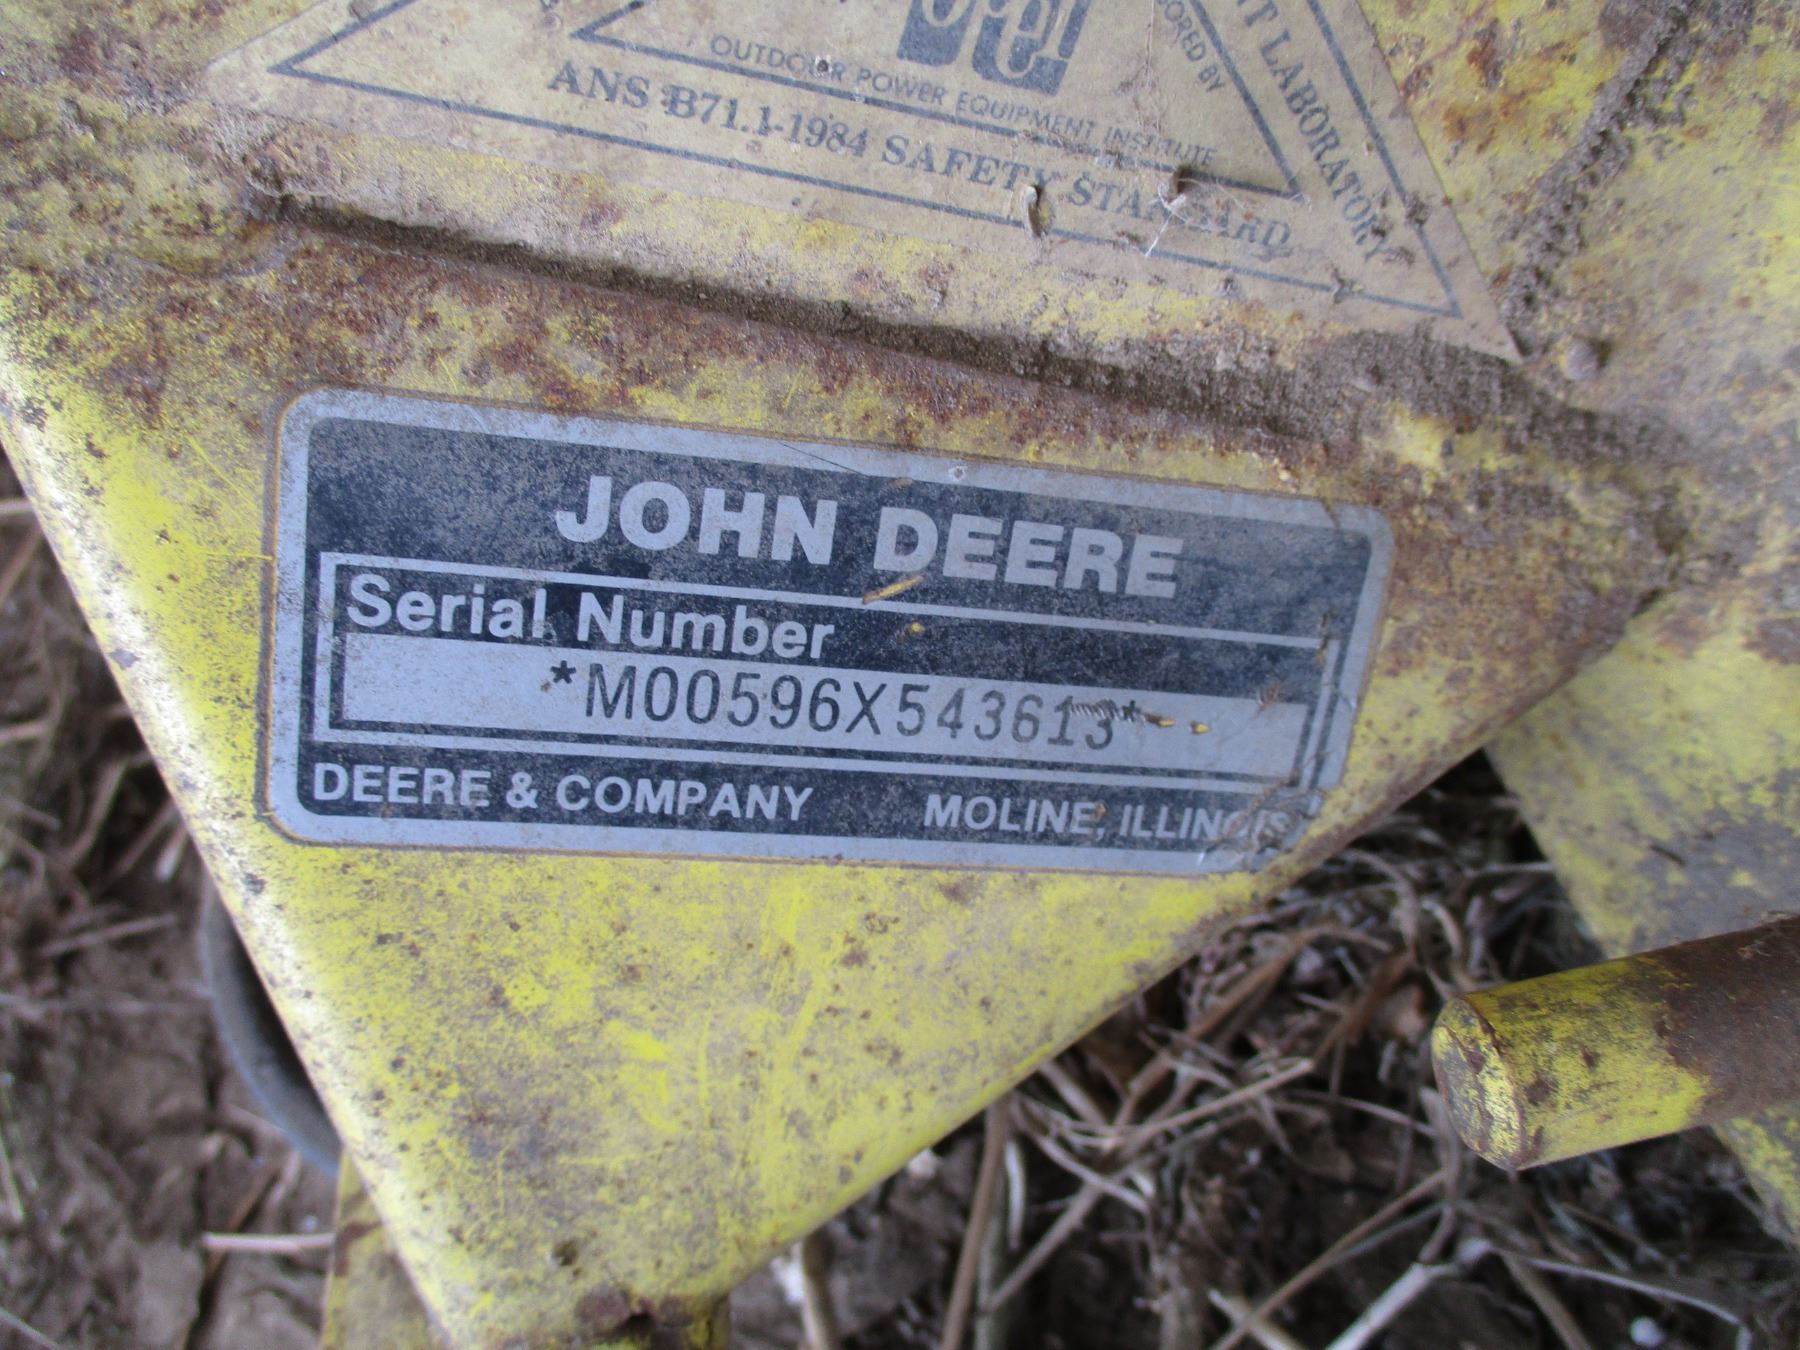 OUTDOOR POWER EQUIPMENT INSTITUTE
ANS B71.1-1984 SAFETY STANDARD
LABORATORY
BY
JOHN DEERE
Serial Number
*M00596X543613*
DEERE & COMPANY MOLINE, ILLINOIS